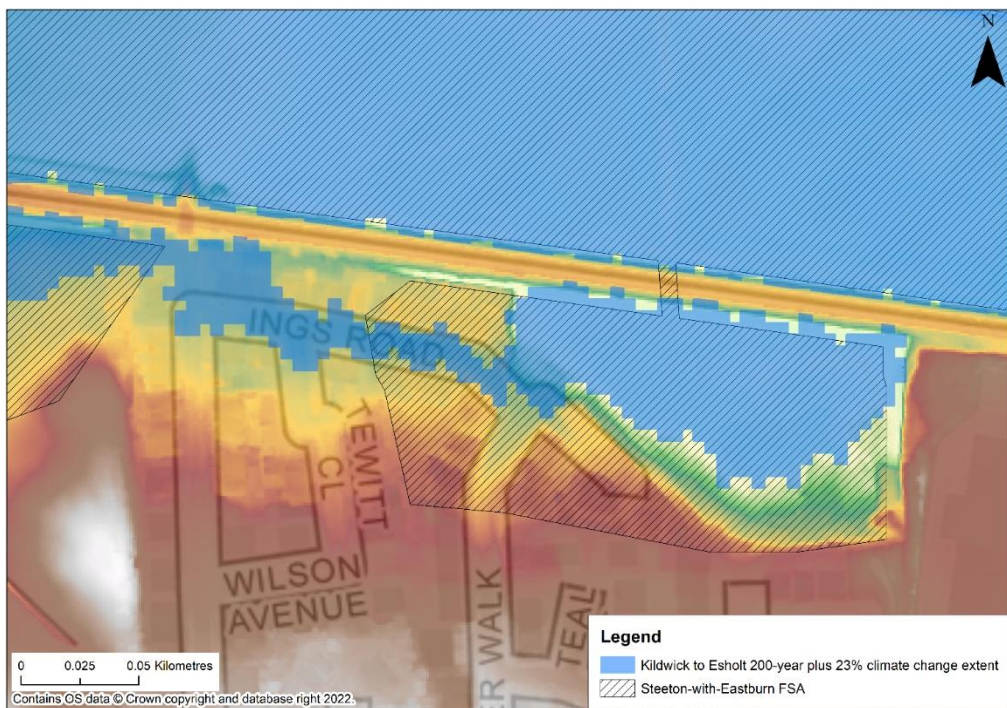 N
INGS ROAD
TEWITT
CL
WILSON
AVENUE
ER WALK
TEAL
Legend
Kildwick to Esholt 200-year plus 23% climate change extent
Steeton-with-Eastburn FSA
0 0.025 0.05 Kilometres
Contains OS data © Crown copyright and database right 2022.